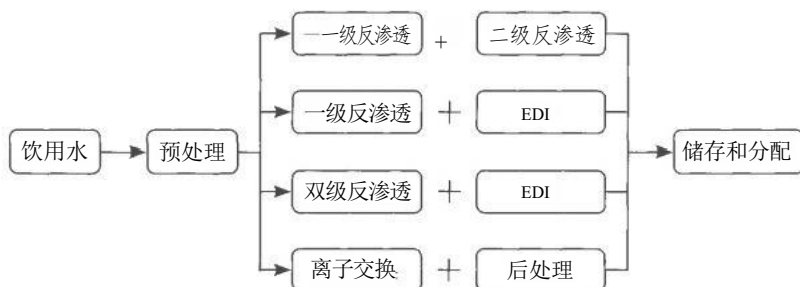 一一级反渗透 + 二级反渗透
一级反渗透 + EDI
饮用水 预处理 储存和分配
双级反渗透 + EDI
离子交换 + 后处理